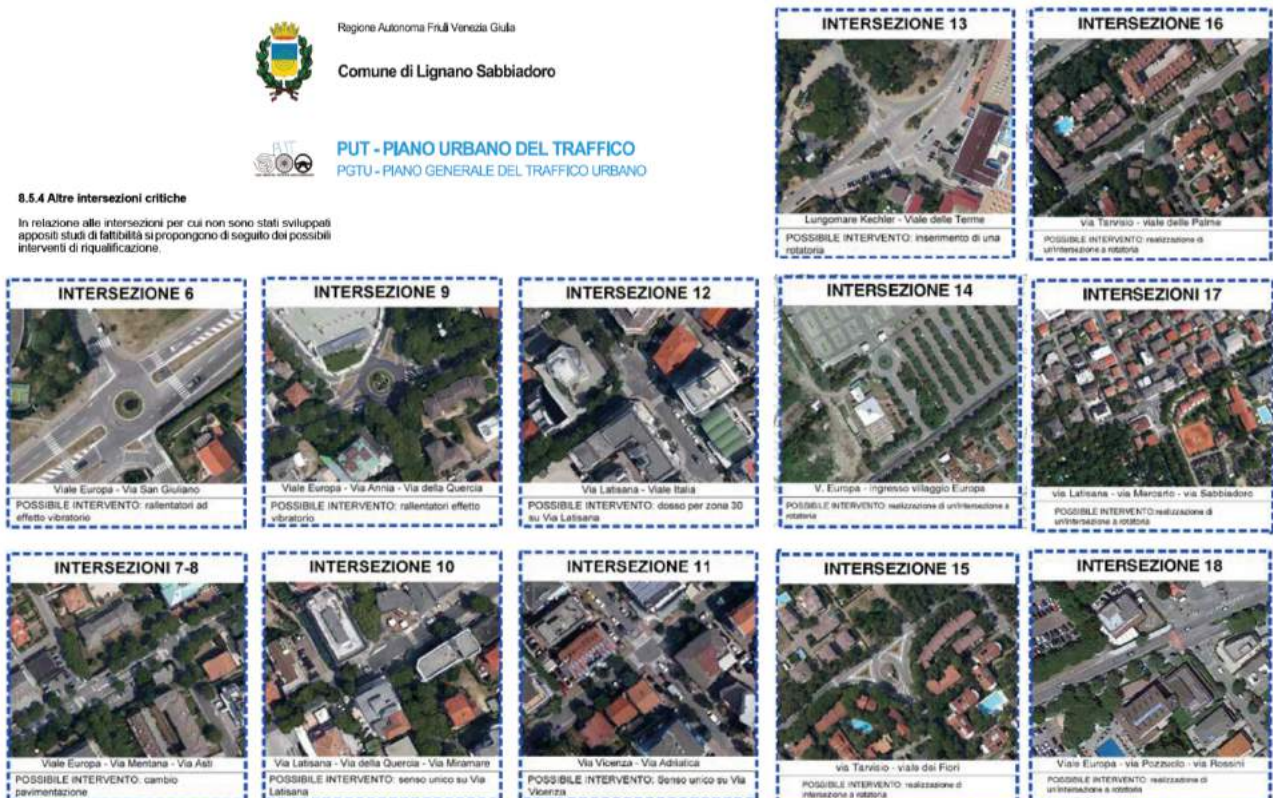 Regione Autonoma Friuli Venezia Giulia
Comune di Lignano Sabbiadoro
PUT - PIANO URBANO DEL TRAFFICO
PGTU - PIANO GENERALE DEL TRAFFICO URBANO
8.5.4 Altre intersezioni critiche
In relazione alle intersezioni per cui non sono stati sviluppati
appositi studi di fattibilità si propongono di seguito dei possibili
interventi di riqualificazione.
INTERSEZIONE 13
Lungomare Kechler - Viale delle Terme
POSSIBILE INTERVENTO: inserimento di una
rotatoria
INTERSEZIONE 16
via Tarvisio - viale delle Palme
POSSIBILE INTERVENTO: realizzazione di
un'intersezione a rotatoria
INTERSEZIONE 6
Viale Europa - Via San Giuliano
POSSIBILE INTERVENTO: rallentatori ad
effetto vibratorio
INTERSEZIONE 9
Viale Europa - Via Annia - Via della Quercia
POSSIBILE INTERVENTO: rallentatori effetto
vibratorio
INTERSEZIONE 12
Via Latisana - Viale Italia
POSSIBILE INTERVENTO: dosso per zona 30
su Via Latisana
INTERSEZIONE 14
V. Europa - ingresso villaggio Europa
POSSIBILE INTERVENTO: realizzazione di un'intersezione a
rotatoria
INTERSEZIONI 17
via Latisana - via Mercato - via Sabbiadoro
POSSIBILE INTERVENTO: realizzazione di
un'intersezione a rotatoria
INTERSEZIONI 7-8
Viale Europa - Via Mentana - Via Asti
POSSIBILE INTERVENTO: cambio
pavimentazione
INTERSEZIONE 10
Via Latisana - Via della Quercia - Via Miramare
POSSIBILE INTERVENTO: senso unico su Via
Latisana
INTERSEZIONE 11
Via Vicenza - Via Adriatica
POSSIBILE INTERVENTO: Senso unico su Via
Vicenza
INTERSEZIONE 15
via Tarvisio - viale dei Fiori
POSSIBILE INTERVENTO: realizzazione di
intersezione a rotatoria
INTERSEZIONE 18
Viale Europa - via Pozzuolo - via Rossini
POSSIBILE INTERVENTO: realizzazione di
un'intersezione a rotatoria